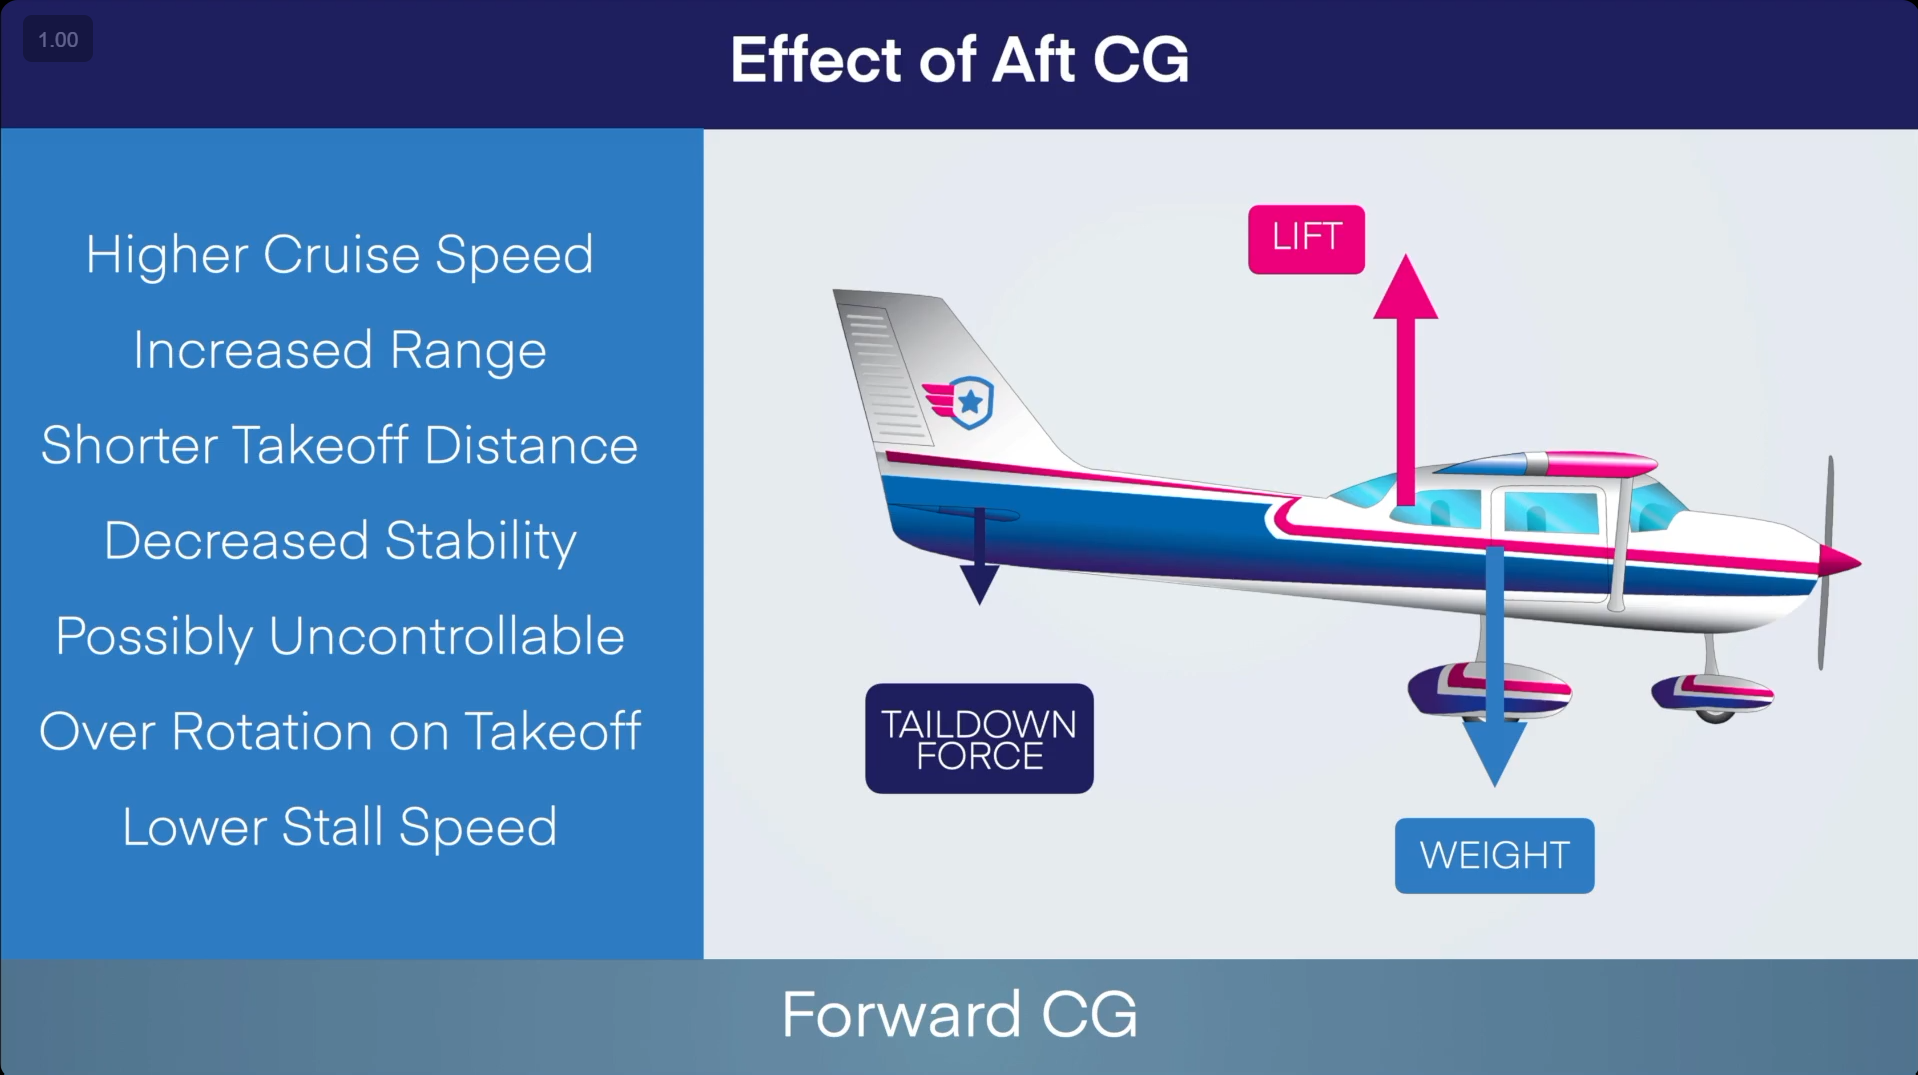 1.00
Effect of Aft CG
Higher Cruise Speed
Increased Range
Shorter Takeoff Distance
Decreased Stability
Possibly Uncontrollable
Over Rotation on Takeoff
Lower Stall Speed
LIFT
TAILDOWN
FORCE
WEIGHT
Forward CG